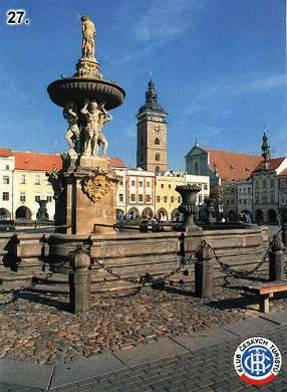 27.
KLUB ČESKÝCH TURISTŮ